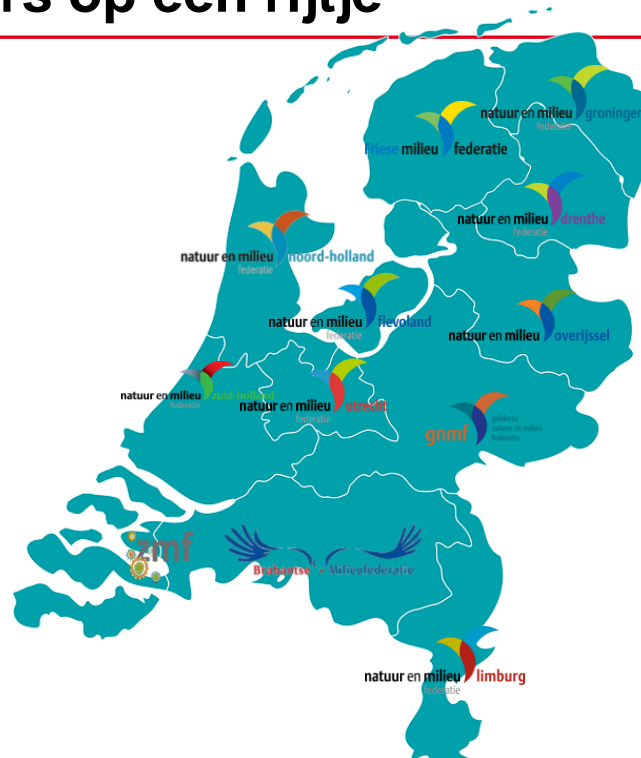 rs op een rijtje
natuur en milieu groningen
federatie
Friese milieu federatie
natuur en milieu drenthe
federatie
natuur en milieu noord-holland
federatie
natuur en milieu flevoland
federatie
natuur en milieu overijssel
natuur en milieu zuid-holland
federatie
natuur en milieu utrecht
federatie
gnmf
gelderse
natuur en milieu
federatie
zmf
Brabantse Milieufederatie
natuur en milieu limburg
federatie